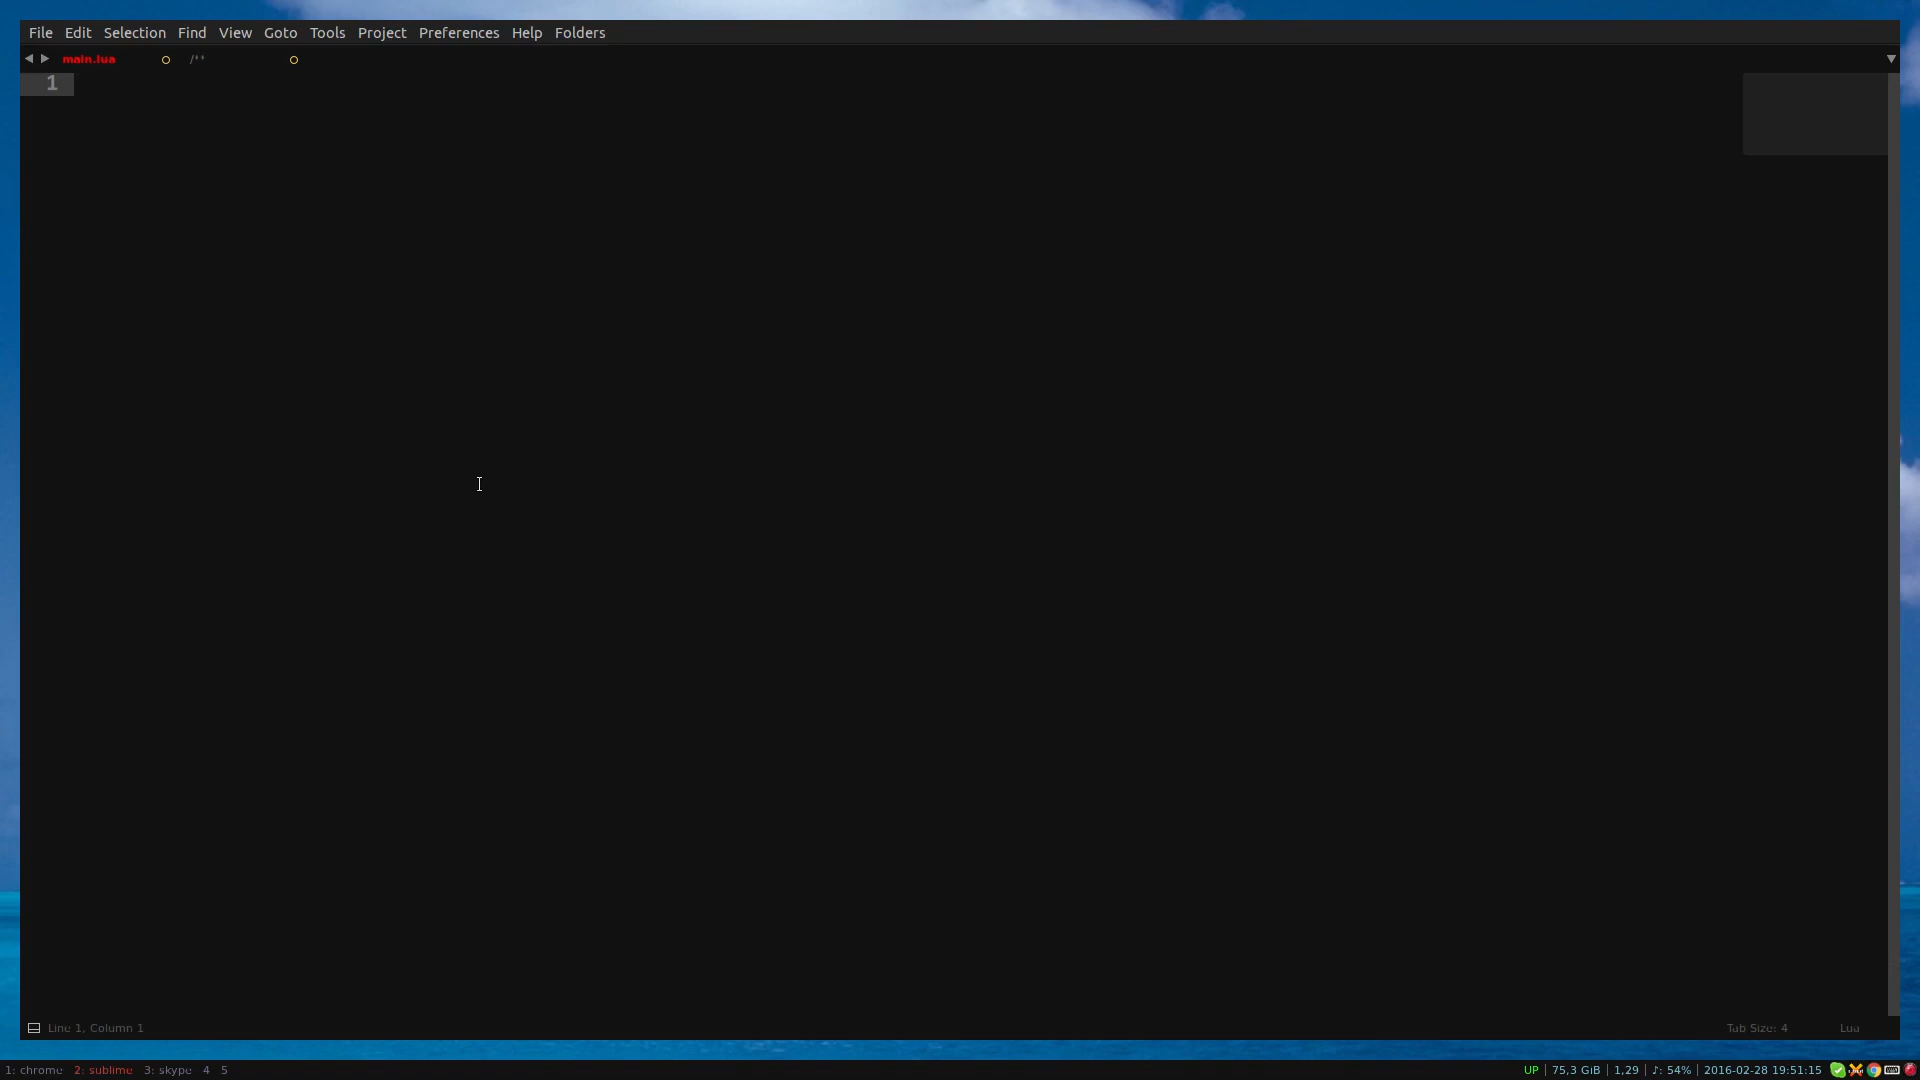 File Edit Selection Find View Goto Tools Project Preferences Help Folders
main.lua /**
1
Line 1, Column 1 Tab Size: 4 Lua
1: chrome 2: sublime 3: skype 4 5 UP | 75,3 GiB | 1,29 | ♪: 54% | 2016-02-28 19:51:15